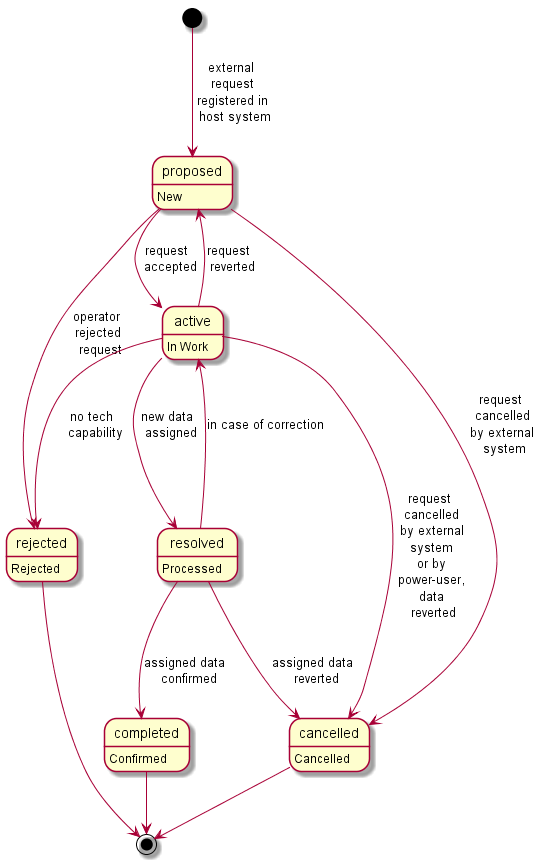 external
request
registered in
host system
proposed
New
request
accepted
request
reverted
operator
rejected
request
active
In Work
no tech
capability
new data
assigned
in case of correction
request
cancelled
by external
system
request
cancelled
by external
system
or by
power-user,
data
reverted
rejected
Rejected
resolved
Processed
assigned data
confirmed
assigned data
reverted
completed
Confirmed
cancelled
Cancelled